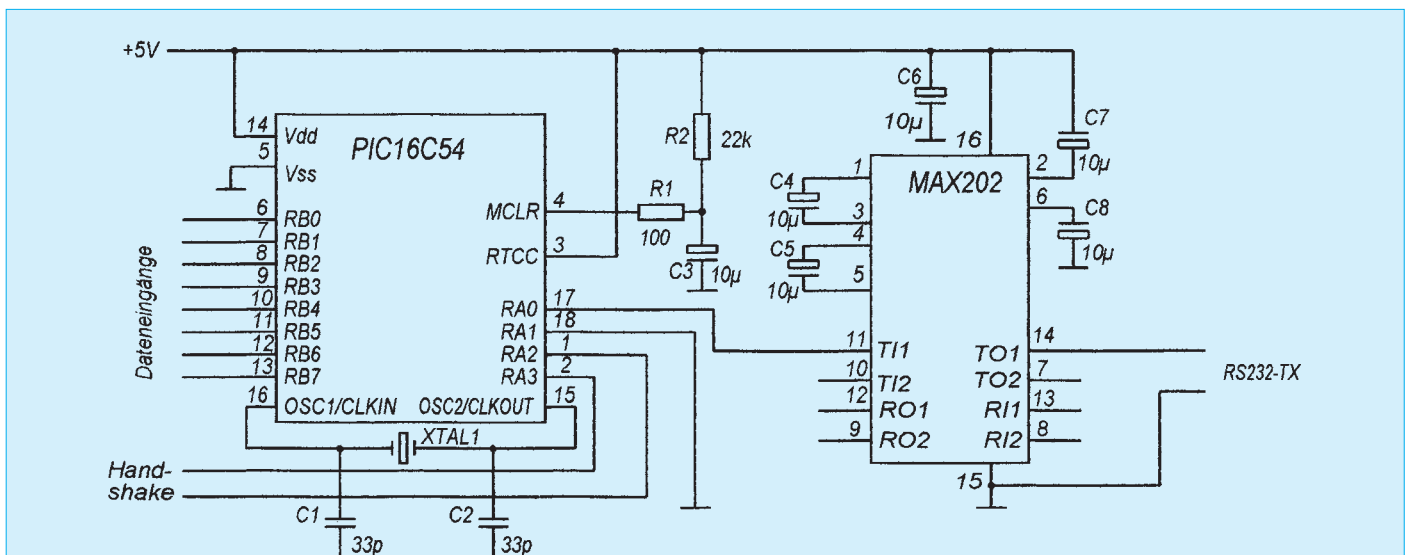 +5V
14
Vdd
5
Vss
PIC16C54
6
RB0
7
RB1
8
RB2
9
RB3
10
RB4
11
RB5
12
RB6
13
RB7
16
OSC1/CLKIN
OSC2/CLKOUT
15
MCLR
4
RTCC
3
RA0
17
RA1
18
RA2
1
RA3
2
Dateneingänge
XTAL1
Hand-
shake
C1
33p
C2
33p
R1
100
R2
22k
C3
10µ
C4
10µ
C5
10µ
C6
10µ
C7
10µ
C8
10µ
MAX202
16
1
3
4
5
2
6
11
TI1
10
TI2
12
RO1
9
RO2
TO1
14
TO2
7
RI1
13
RI2
8
15
RS232-TX